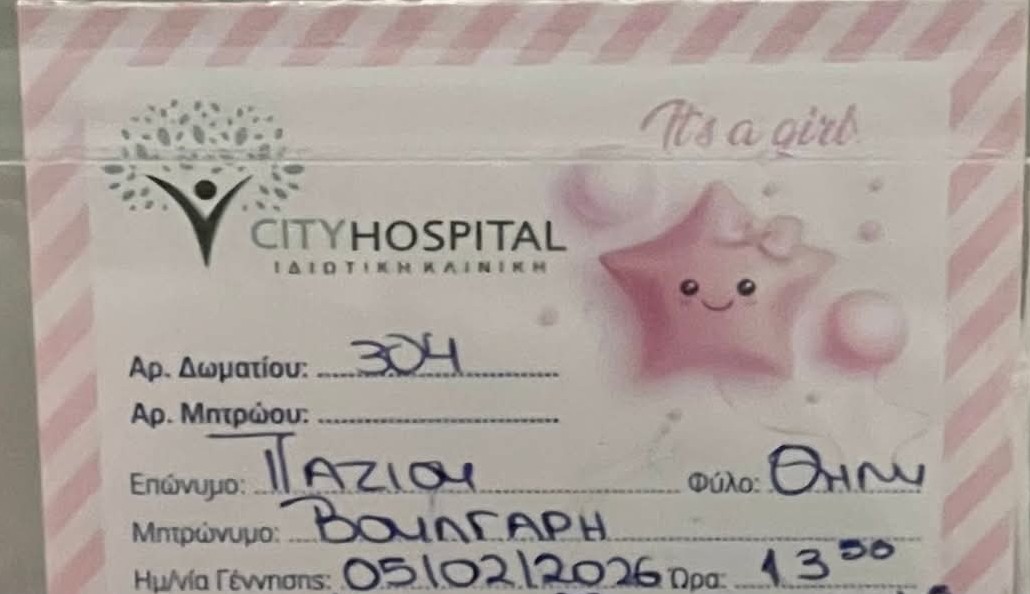 It's a girl
CITYHOSPITAL
ΙΔΙΩΤΙΚΗ ΚΛΙΝΙΚΗ
Αρ. Δωματίου: 304
Αρ. Μητρώου:
Επώνυμο: ΠΑΖΙΟΥ Φύλο: ΘΗΛΥ
Μητρώνυμο: ΒΟΥΛΓΑΡΗ
Ημ/νία Γέννησης: 05/02/2026 Ώρα: 13